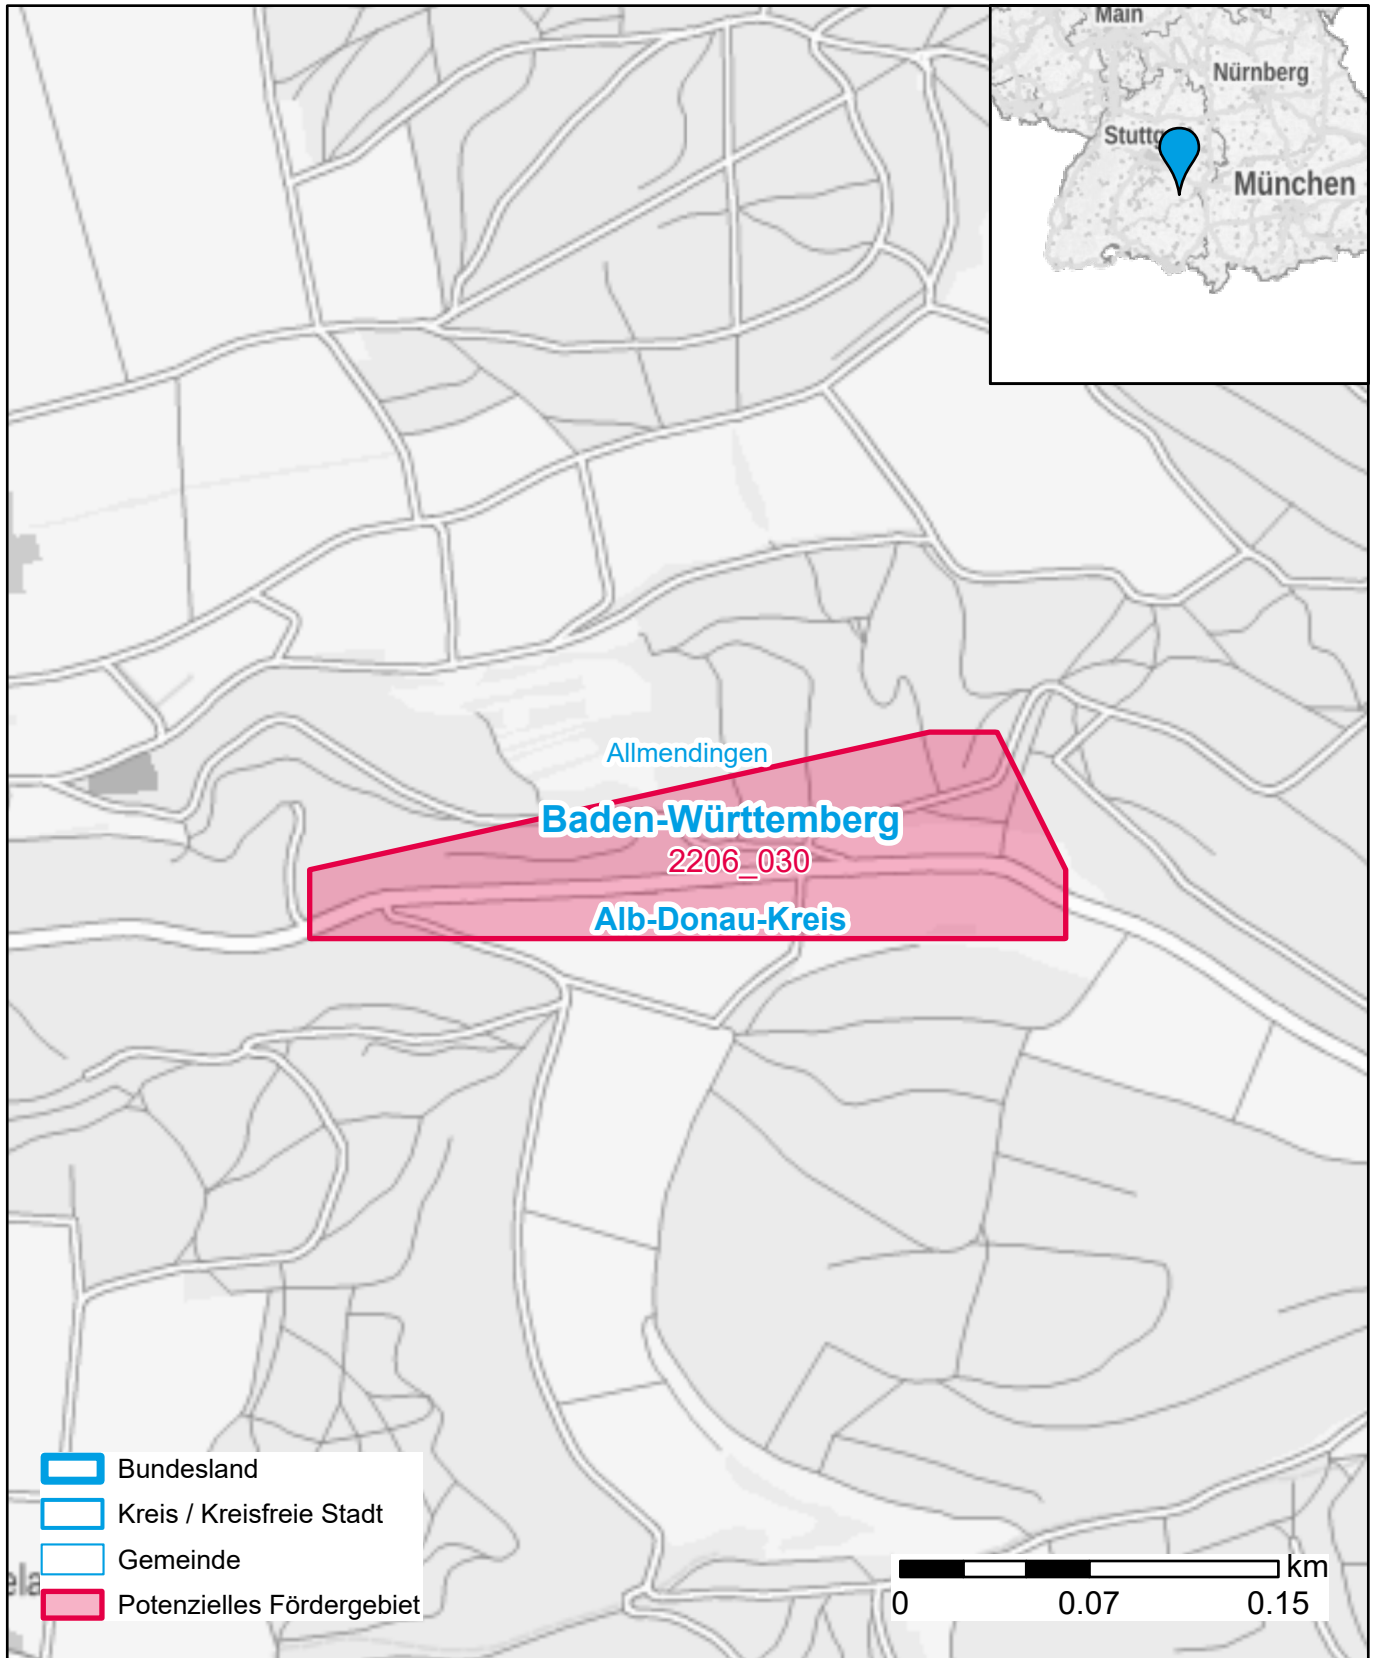 Main
Nürnberg
München
Allmendingen
Baden-Württemberg
2206_030
Alb-Donau-Kreis
Bundesland
Kreis / Kreisfreie Stadt
Gemeinde
Potenzielles Fördergebiet
km
0 0.07 0.15